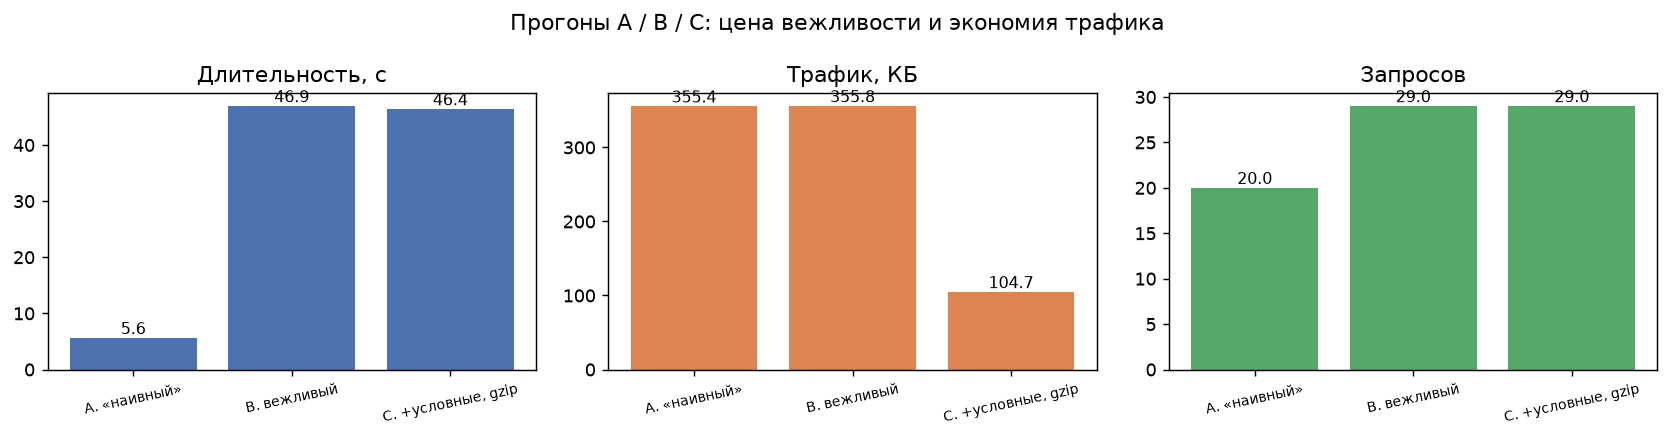 Прогоны A / B / C: цена вежливости и экономия трафика
Длительность, с
46.9
46.4
5.6
40
30
20
10
0
A. «наивный»
B. вежливый
C. +условные, gzip
Трафик, КБ
355.4
355.8
104.7
300
200
100
0
A. «наивный»
B. вежливый
C. +условные, gzip
Запросов
29.0
29.0
20.0
30
25
20
15
10
5
0
A. «наивный»
B. вежливый
C. +условные, gzip